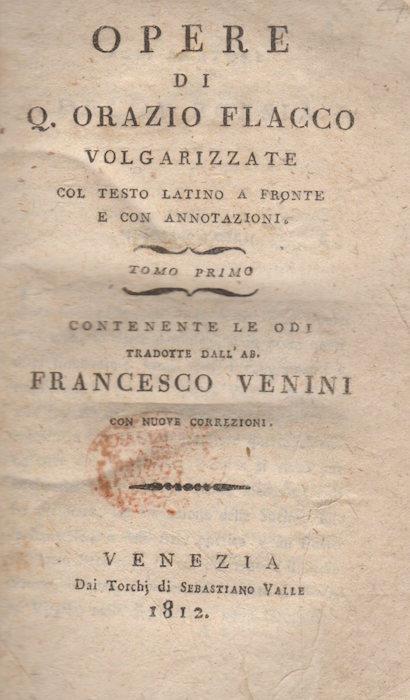 OPERE
DI
Q. ORAZIO FLACCO
VOLGARIZZATE
COL TESTO LATINO A FRONTE
E CON ANNOTAZIONI.
TOMO PRIMO
CONTENENTE LE ODI
TRADOTTE DALL'AB.
FRANCESCO VENINI
CON NUOVE CORREZIONI.
VENEZIA
Dai Torchj di SEBASTIANO VALLE
1812.